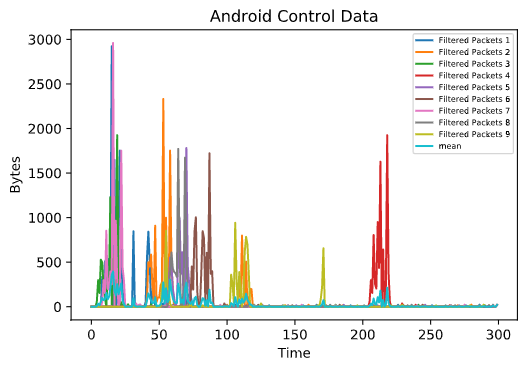 Android Control Data
Bytes
3000
2500
2000
1500
1000
500
0
0 50 100 150 200 250 300
Time
Filtered Packets 1
Filtered Packets 2
Filtered Packets 3
Filtered Packets 4
Filtered Packets 5
Filtered Packets 6
Filtered Packets 7
Filtered Packets 8
Filtered Packets 9
mean